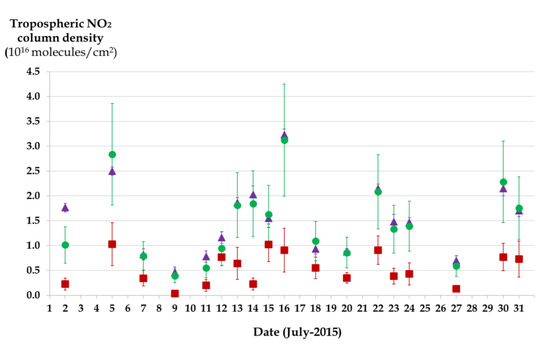 Tropospheric NO2
column density
(10¹⁶ molecules/cm²)
4.5
4.0
3.5
3.0
2.5
2.0
1.5
1.0
0.5
0.0
1 2 3 4 5 6 7 8 9 10 11 12 13 14 15 16 17 18 19 20 21 22 23 24 25 26 27 28 29 30 31
Date (July-2015)